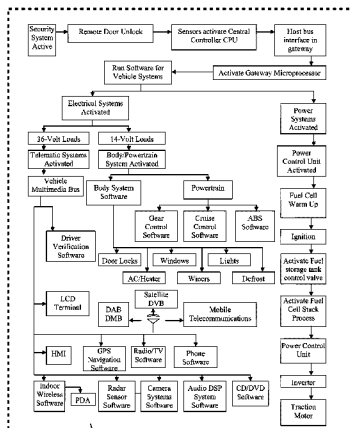 Security
System
Active
Remote Door Unlock
Sensors activate Central
Controller CPU
Host bus
interface in
gateway
Run Software for
Vehicle Systems
Activate Gateway Microprocessor
Electrical Systems
Activated
Power
Systems
Activated
36-Volt Loads
14-Volt Loads
Telematic Systems
Activated
Body/Powertrain
System Activated
Power
Control Unit
Activated
Vehicle
Multimedia Bus
Body System
Software
Powertrain
Fuel Cell
Warm Up
Gear
Control
Software
Cruise
Control
Software
ABS
Software
Ignition
Driver
Verification
Software
Door Locks
Windows
Lights
Activate Fuel
storage tank
control valve
AC/Heater
Wipers
Defrost
Satellite
DVB
LCD
Terminal
DAB
DMB
Mobile
Telecommunications
Activate Fuel
Cell Stack
Process
HMI
GPS
Navigation
Software
Radio/TV
Software
Phone
Software
Power Control
Unit
Indoor
Wireless
Software
PDA
Radar
Sensor
Software
Camera
Systems
Software
Audio DSP
System
Software
CD/DVD
Software
Inverter
Traction
Motor